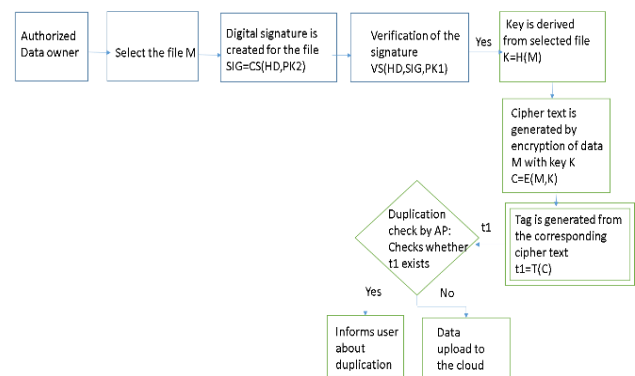 Authorized
Data owner
Select the file M
Digital signature is
created for the file
SIG=CS(HD,PK2)
Verification of the
signature
VS(HD,SIG,PK1)
Yes
Key is derived
from selected file
K=H(M)
Cipher text is
generated by
encryption of data
M with key K
C=E(M,K)
Tag is generated from
the corresponding
cipher text
t1=T(C)
t1
Duplication
check by AP:
Checks whether
t1 exists
Yes
No
Informs user
about
duplication
Data
upload to
the cloud